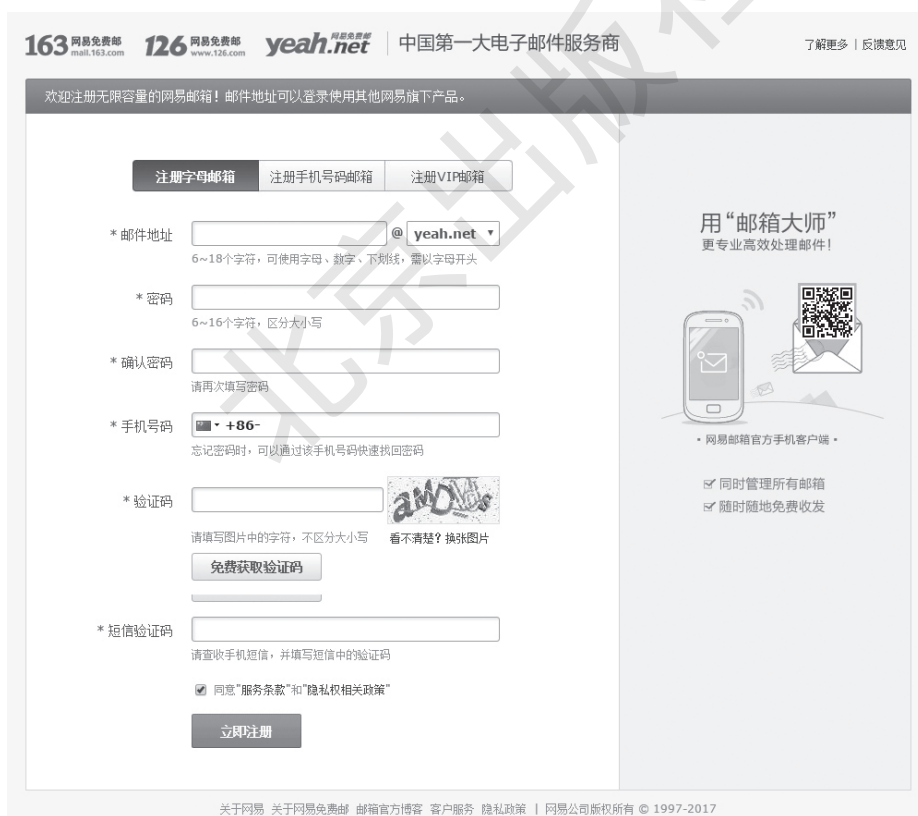 163 网易免费邮 mail.163.com 126 网易免费邮 www.126.com yeah.net 网易免费邮 中国第一大电子邮件服务商 了解更多 | 反馈意见
欢迎注册无限容量的网易邮箱！邮件地址可以登录使用其他网易旗下产品。
注册字母邮箱 注册手机号码邮箱 注册VIP邮箱
* 邮件地址 @ yeah.net
6~18个字符，可使用字母、数字、下划线，需以字母开头
* 密码
6~16个字符，区分大小写
* 确认密码
请再次填写密码
* 手机号码 +86-
忘记密码时，可以通过该手机号码快速找回密码
* 验证码
请填写图片中的字符，不区分大小写 看不清楚？换张图片
免费获取验证码
* 短信验证码
请查收手机短信，并填写短信中的验证码
同意"服务条款"和"隐私权相关政策"
立即注册
用“邮箱大师”
更专业高效处理邮件！
• 网易邮箱官方手机客户端 •
同时管理所有邮箱
随时随地免费收发
关于网易 关于网易免费邮 邮箱官方博客 客户服务 隐私政策 | 网易公司版权所有 © 1997-2017
北京出版社